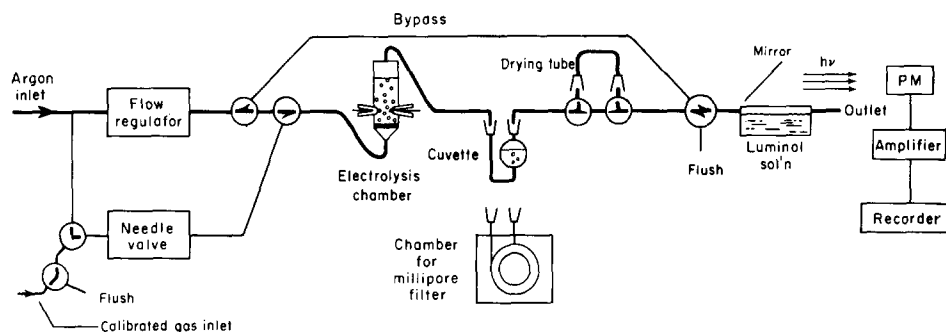 Bypass
Argon
inlet
Flow
regulator
Electrolysis
chamber
Cuvette
Drying tube
Mirror
hν
PM
Outlet
Luminol
sol'n
Flush
Amplifier
Recorder
Needle
valve
Chamber
for
millipore
filter
Flush
Calibrated gas inlet